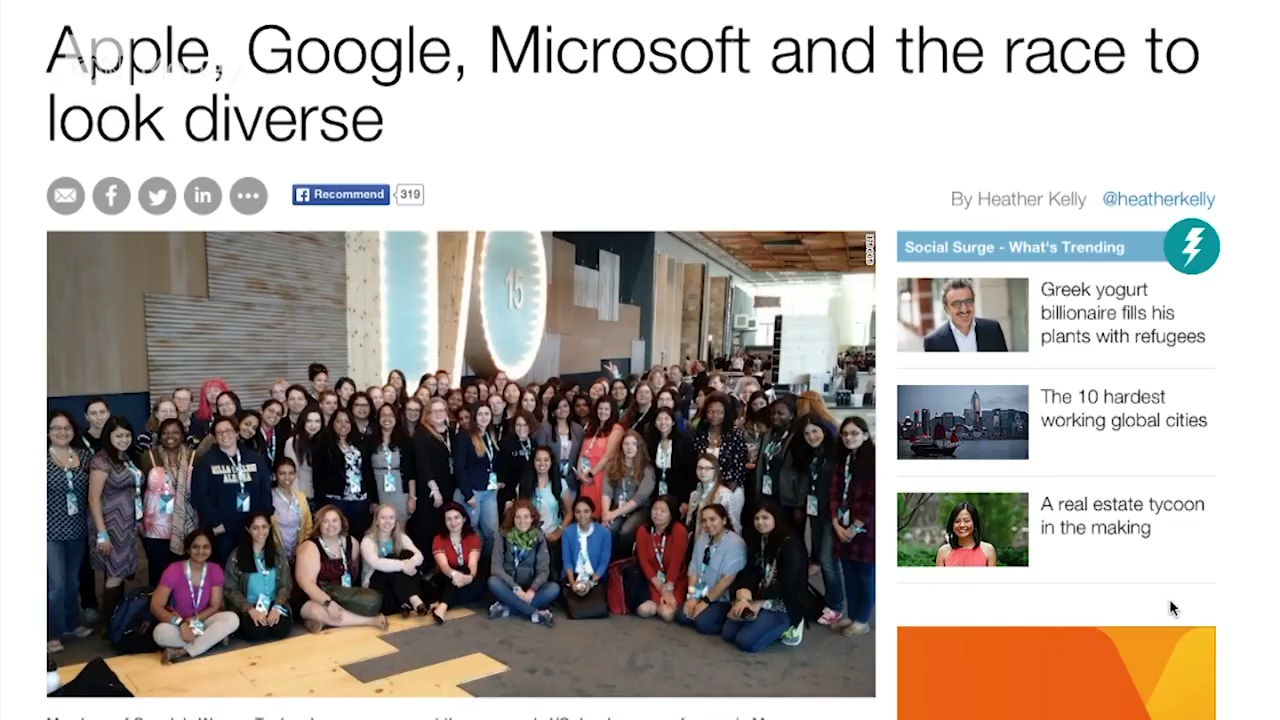 Apple, Google, Microsoft and the race to
look diverse
Recommend 319
By Heather Kelly @heatherkelly
GOOGLE
15
Social Surge - What's Trending
Greek yogurt
billionaire fills his
plants with refugees
The 10 hardest
working global cities
A real estate tycoon
in the making